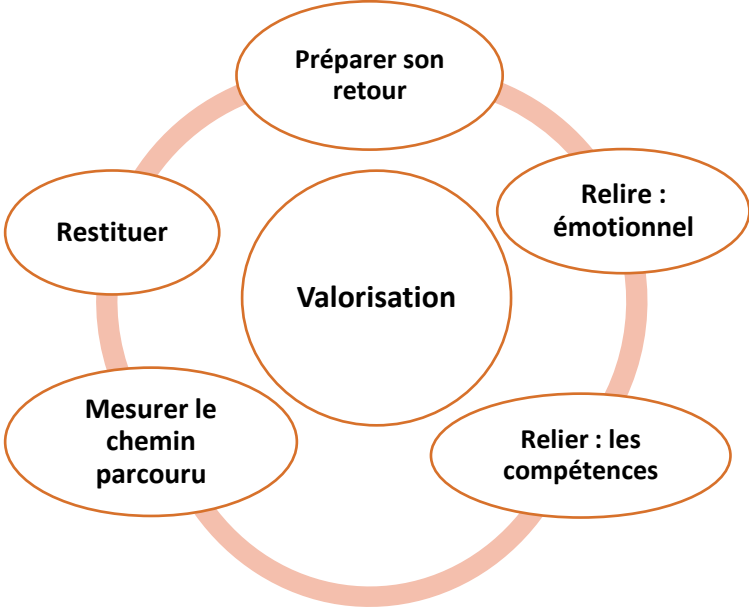 Préparer son
retour
Relire :
émotionnel
Restituer
Valorisation
Mesurer le
chemin
parcouru
Relier : les
compétences